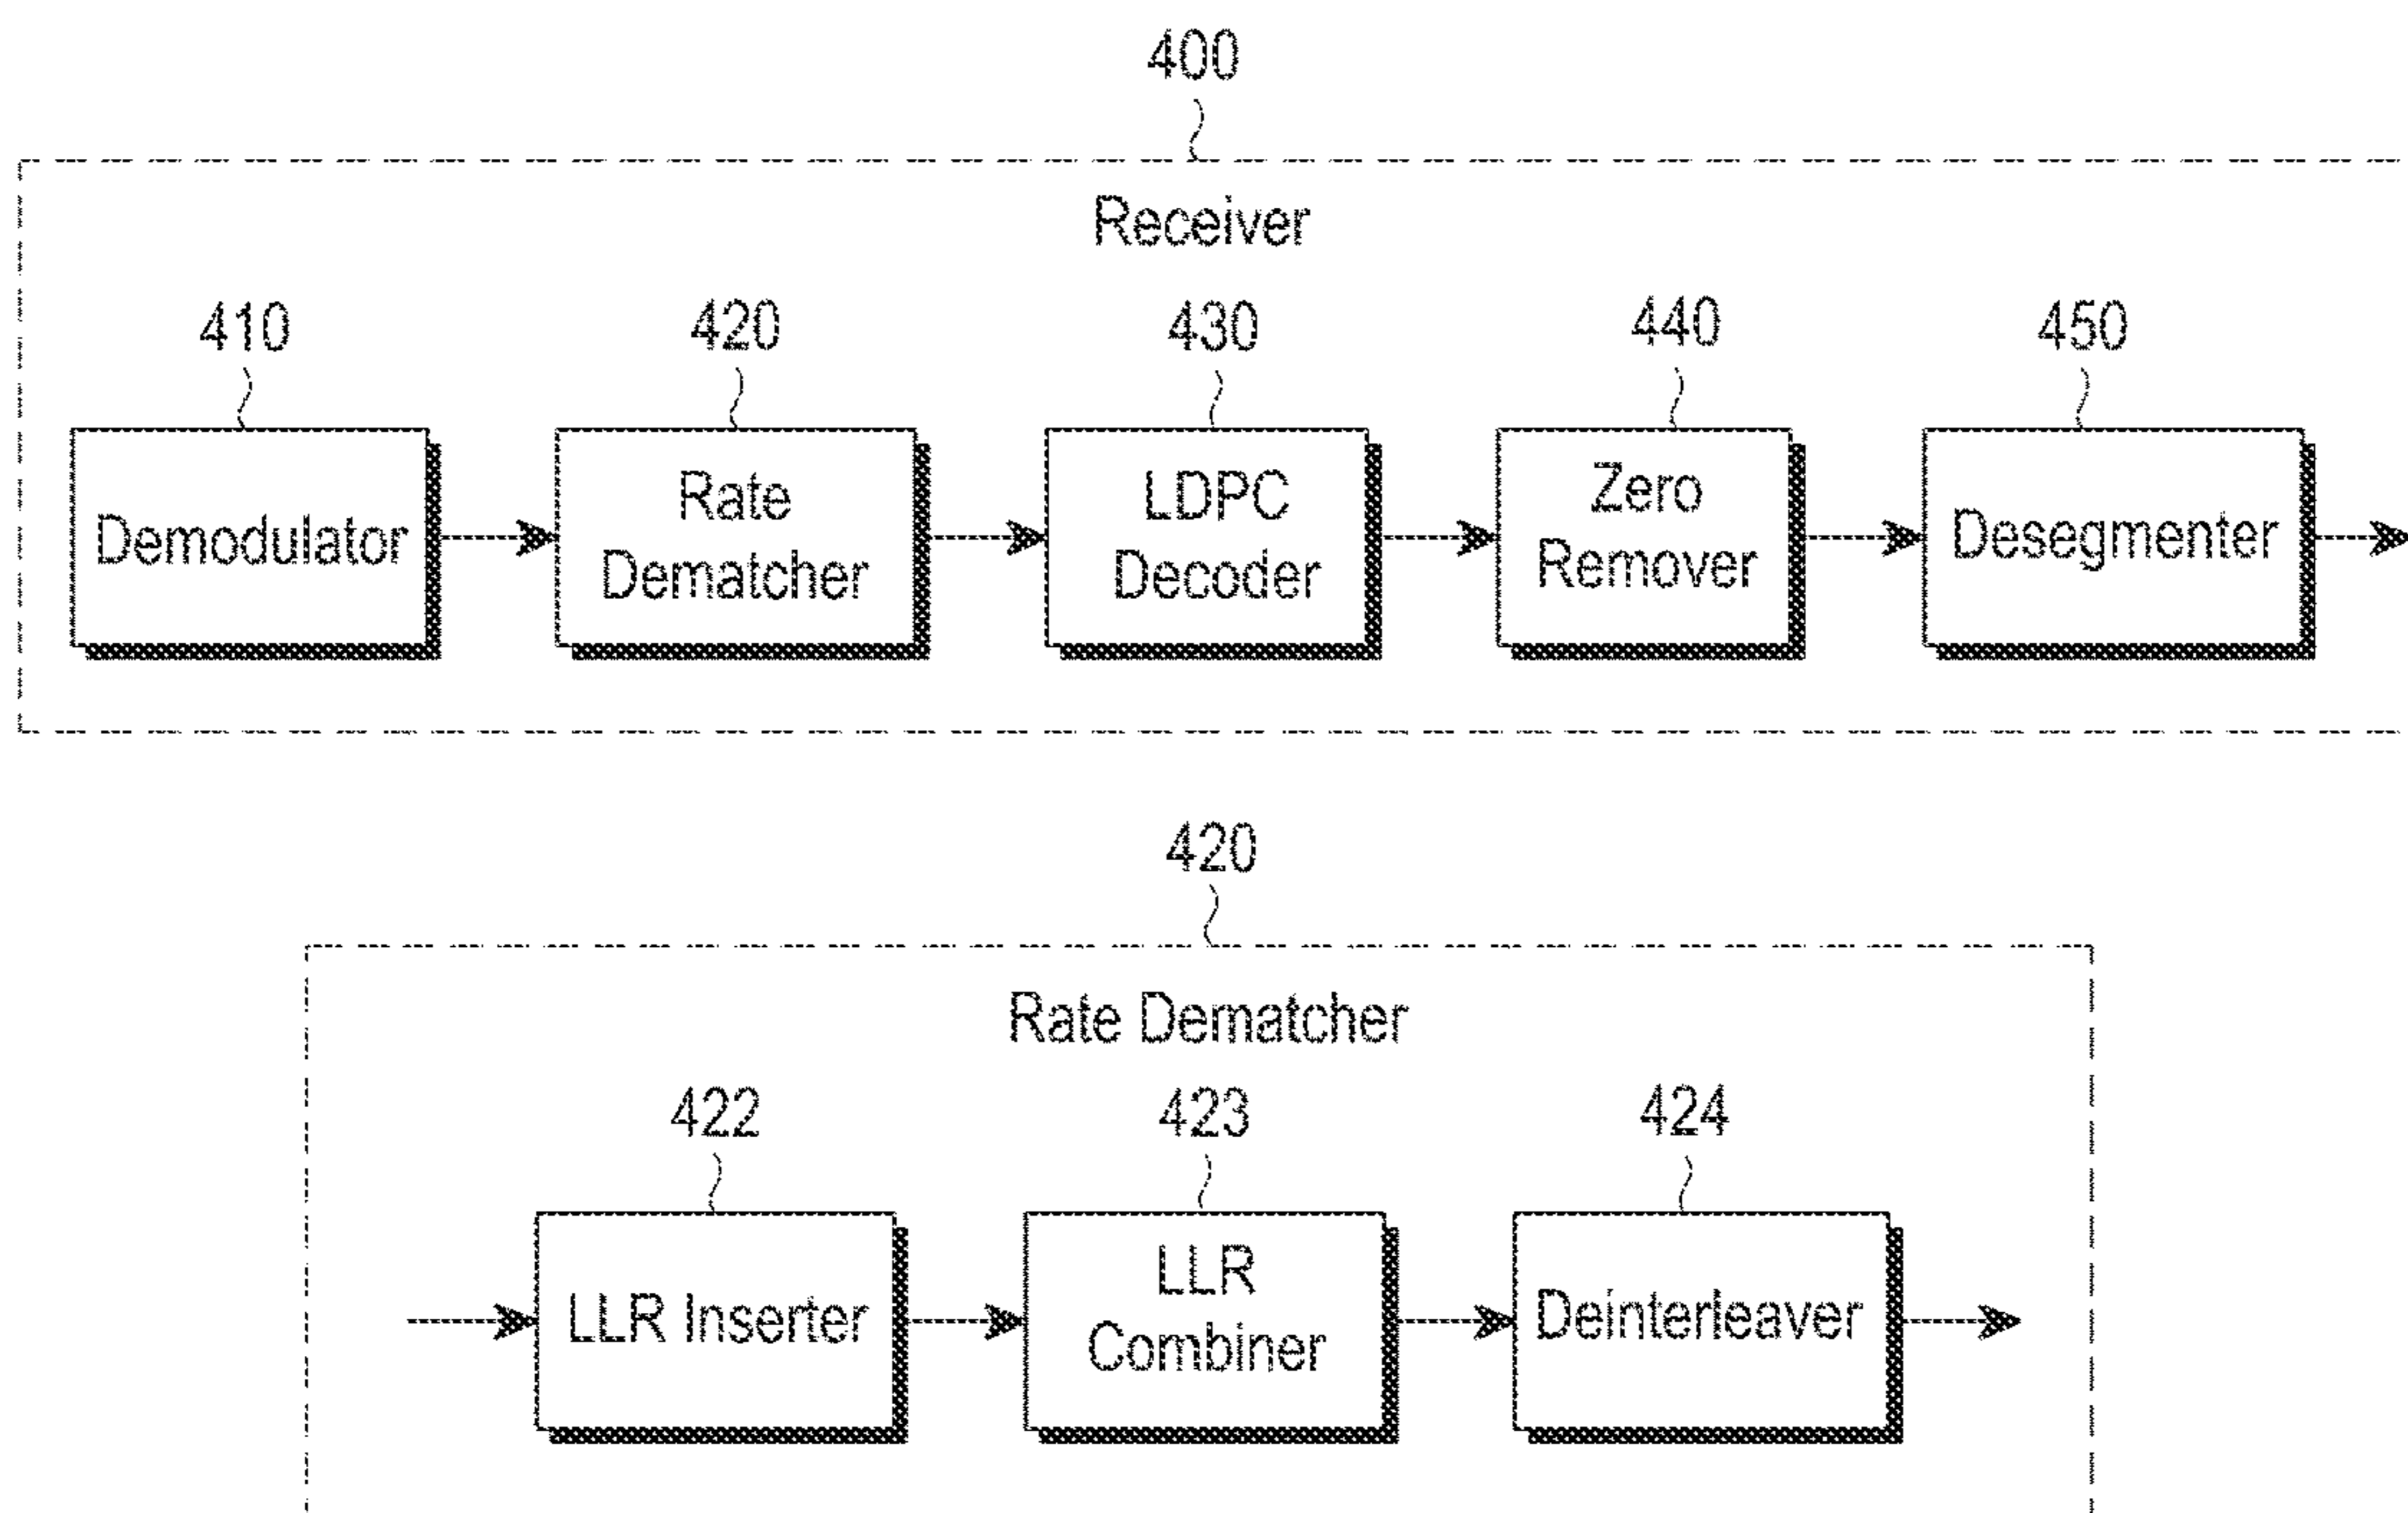 400
Receiver
410
420
430
440
450
Demodulator
Rate
Dematcher
LDPC
Decoder
Zero
Remover
Desegmenter
420
Rate Dematcher
422
423
424
LLR Inserter
LLR
Combiner
Deinterleaver